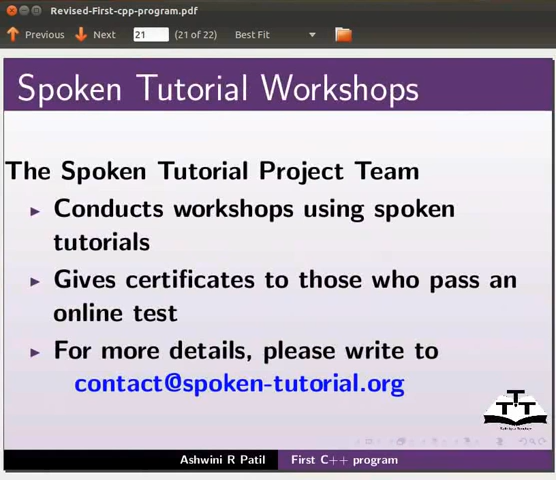 Revised-First-cpp-program.pdf
Previous Next 21 (21 of 22) Best Fit
Spoken Tutorial Workshops
The Spoken Tutorial Project Team
Conducts workshops using spoken
tutorials
Gives certificates to those who pass an
online test
For more details, please write to
contact@spoken-tutorial.org
Ashwini R Patil First C++ program